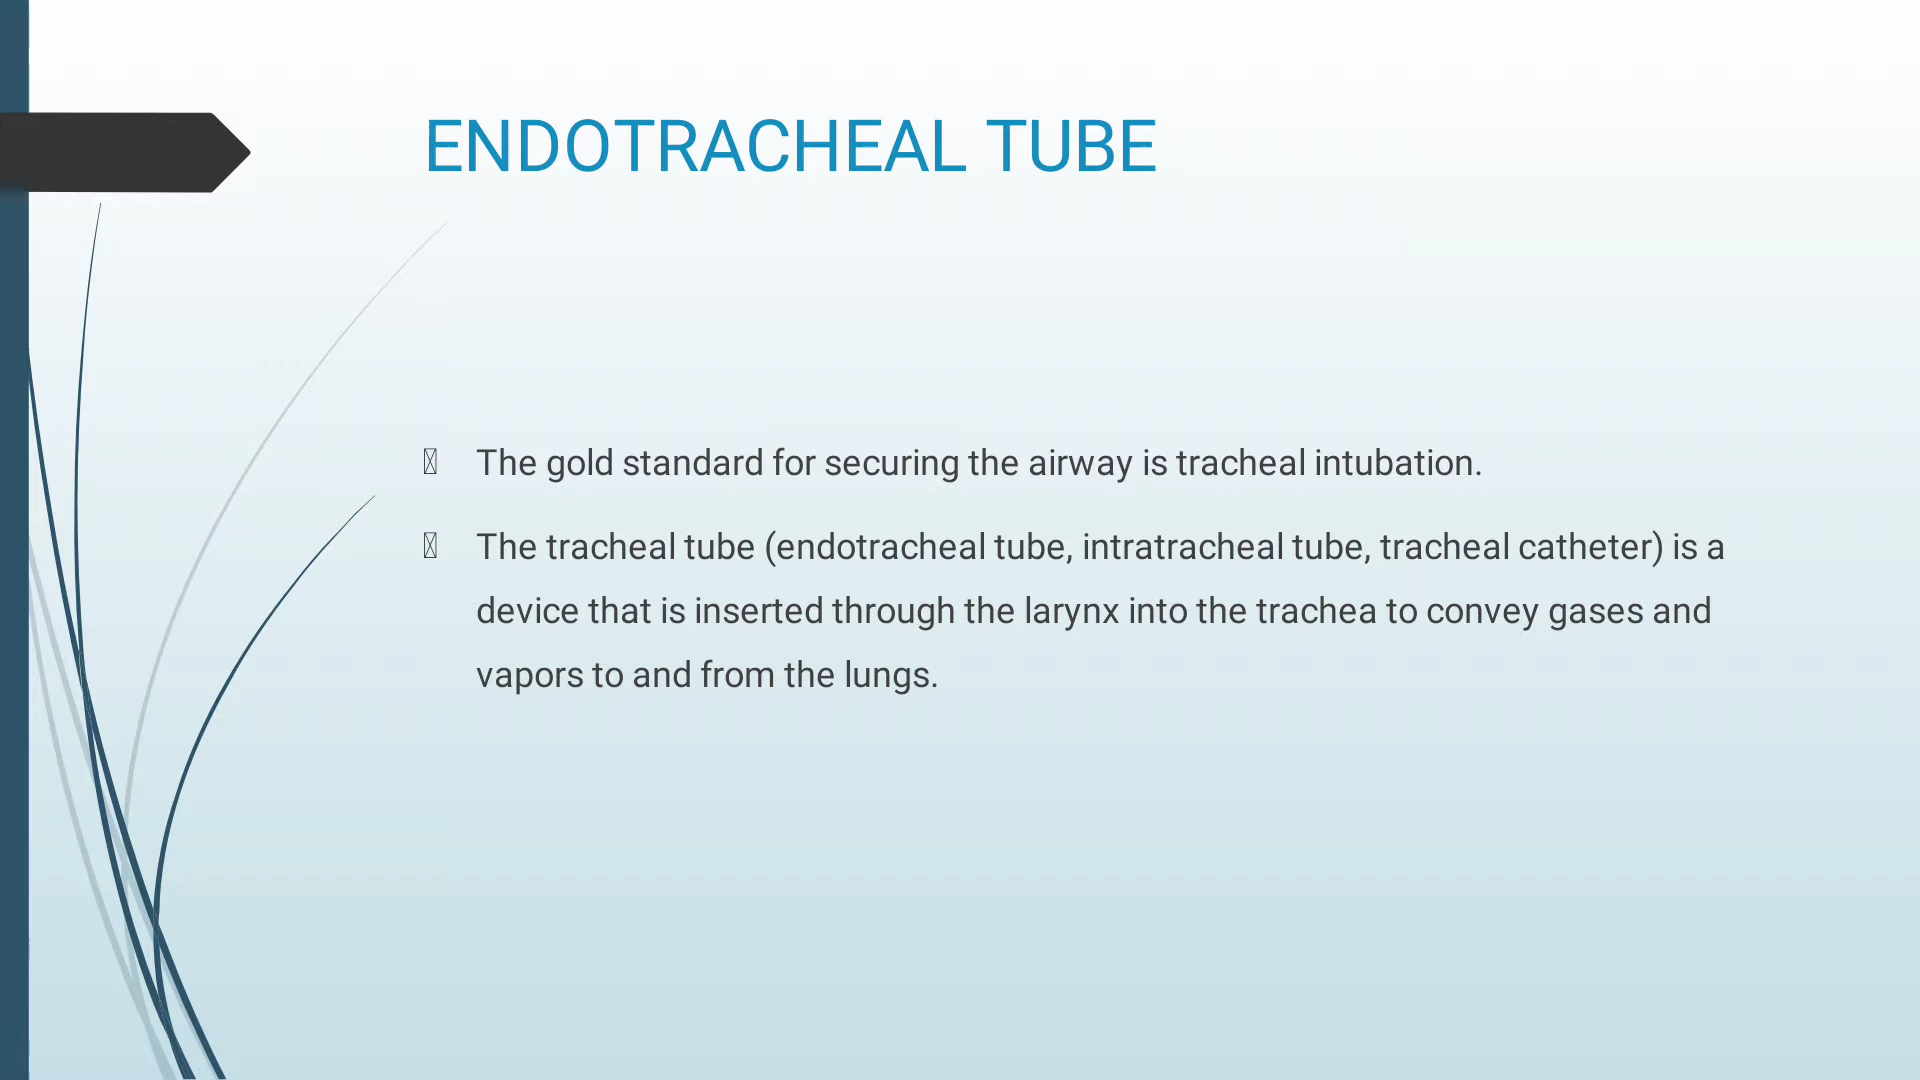 ENDOTRACHEAL TUBE
The gold standard for securing the airway is tracheal intubation.
The tracheal tube (endotracheal tube, intratracheal tube, tracheal catheter) is a
device that is inserted through the larynx into the trachea to convey gases and
vapors to and from the lungs.